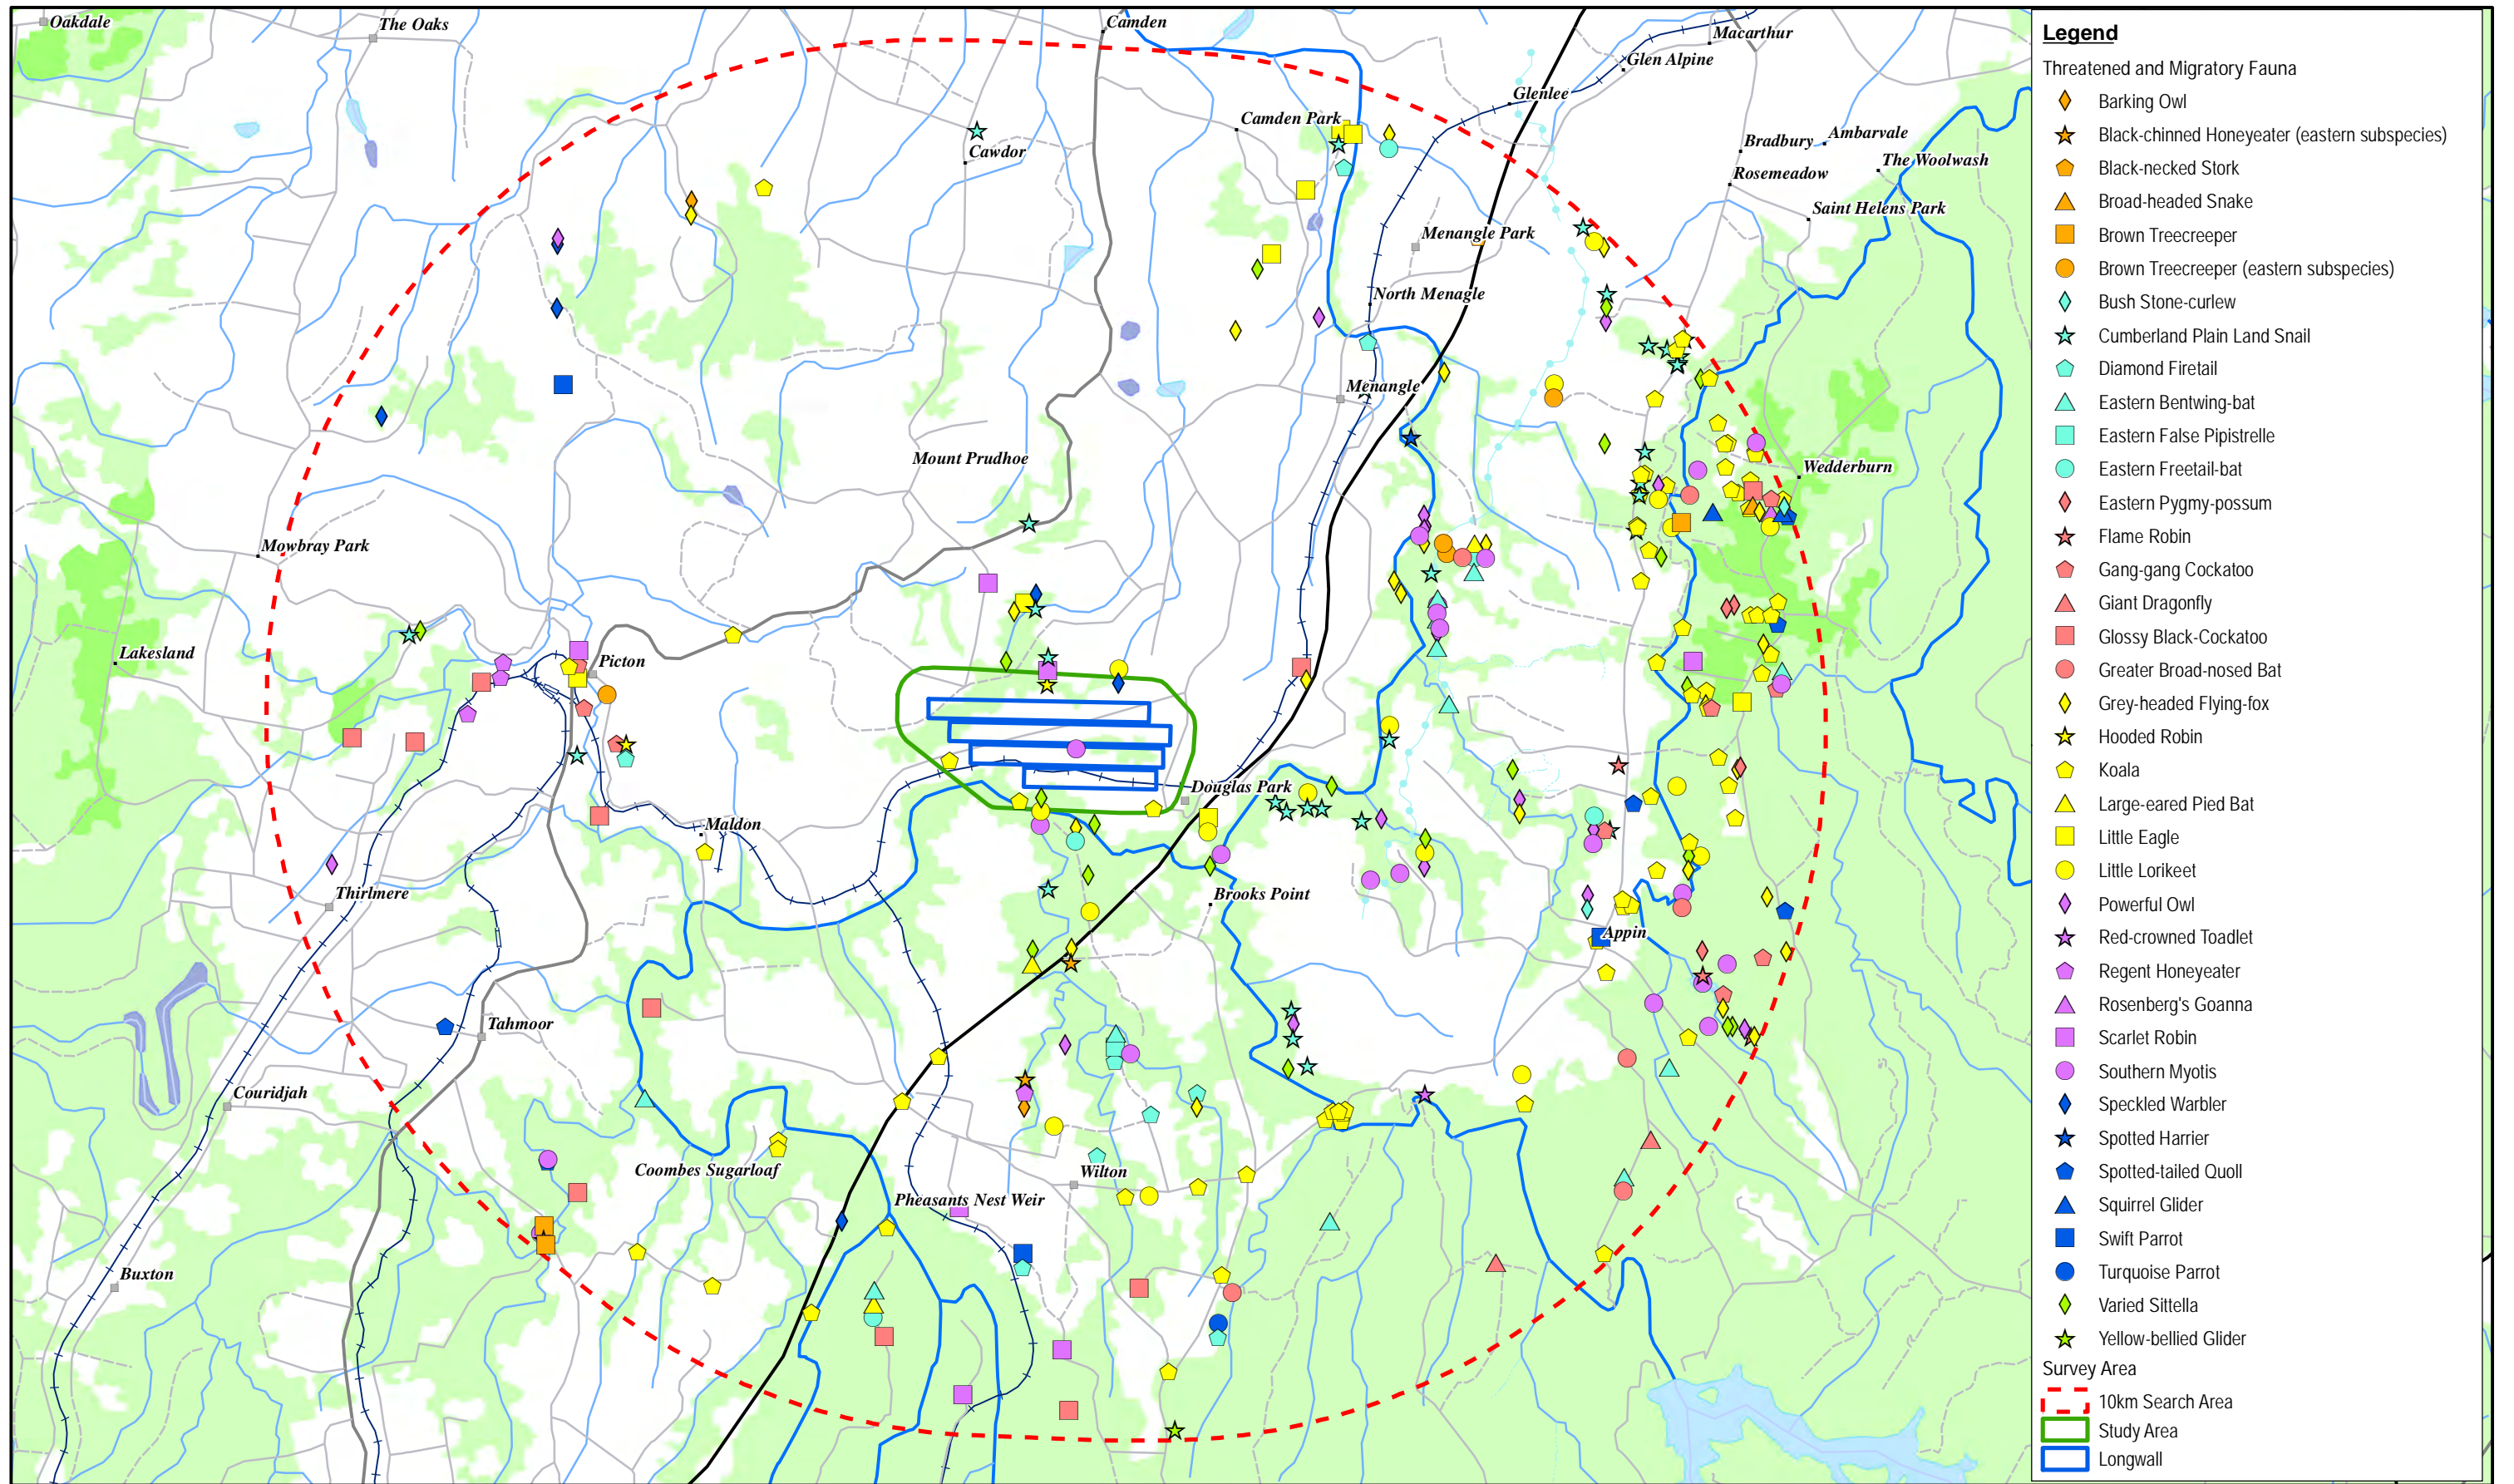 Oakdale
The Oaks
Camden
Macarthur
Glen Alpine
Glenlee
Camden Park
Bradbury
Ambarvale
Cawdor
The Woolwash
Rosemeadow
Saint Helens Park
Menangle Park
North Menagle
Menangle
Mount Prudhoe
Wedderburn
Mowbray Park
Lakesland
Picton
Douglas Park
Maldon
Thirlmere
Brooks Point
Appin
Tahmoor
Couridjah
Coombes Sugarloaf
Wilton
Pheasants Nest Weir
Buxton
Legend
Threatened and Migratory Fauna
Barking Owl
Black-chinned Honeyeater (eastern subspecies)
Black-necked Stork
Broad-headed Snake
Brown Treecreeper
Brown Treecreeper (eastern subspecies)
Bush Stone-curlew
Cumberland Plain Land Snail
Diamond Firetail
Eastern Bentwing-bat
Eastern False Pipistrelle
Eastern Freetail-bat
Eastern Pygmy-possum
Flame Robin
Gang-gang Cockatoo
Giant Dragonfly
Glossy Black-Cockatoo
Greater Broad-nosed Bat
Grey-headed Flying-fox
Hooded Robin
Koala
Large-eared Pied Bat
Little Eagle
Little Lorikeet
Powerful Owl
Red-crowned Toadlet
Regent Honeyeater
Rosenberg's Goanna
Scarlet Robin
Southern Myotis
Speckled Warbler
Spotted Harrier
Spotted-tailed Quoll
Squirrel Glider
Swift Parrot
Turquoise Parrot
Varied Sittella
Yellow-bellied Glider
Survey Area
10km Search Area
Study Area
Longwall